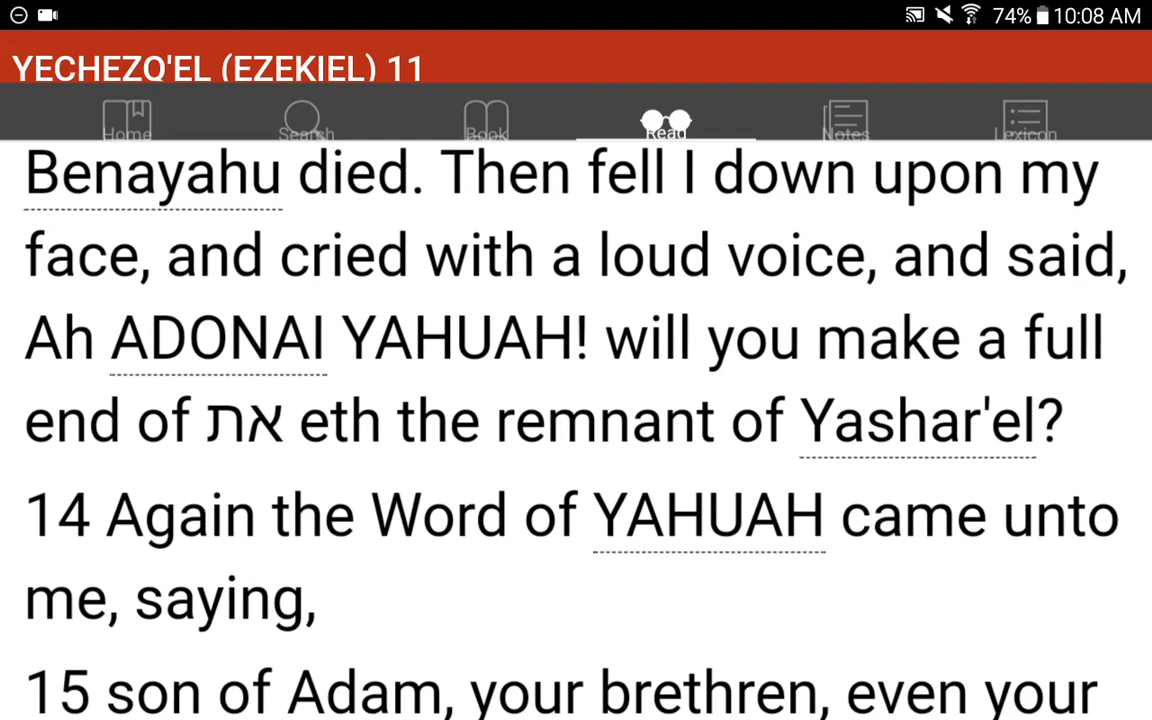 74% 10:08 AM
YECHEZQ'EL (EZEKIEL) 11
Home Search Book Read Notes Lexicon
Benayahu died. Then fell I down upon my
face, and cried with a loud voice, and said,
Ah ADONAI YAHUAH! will you make a full
end of את eth the remnant of Yashar'el?
14 Again the Word of YAHUAH came unto
me, saying,
15 son of Adam, your brethren, even your